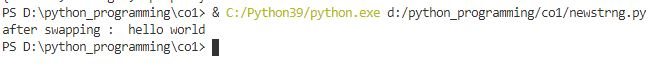 PS D:\python_programming\co1> & C:/Python39/python.exe d:/python_programming/co1/newstrng.py
after swapping :  hello world
PS D:\python_programming\co1>